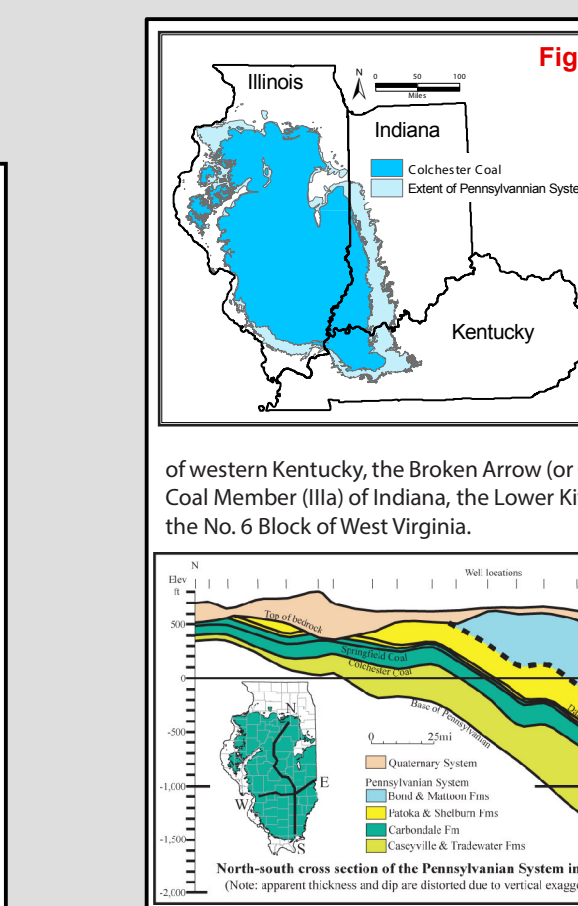 Fig
Illinois
N
0 50 100
Miles
Indiana
Colchester Coal
Extent of Pennsylvannian Syste
Kentucky
of western Kentucky, the Broken Arrow (or
Coal Member (IIIa) of Indiana, the Lower Ki
the No. 6 Block of West Virginia.
N
Elev
ft
Well locations
500
0
-500
-1,000
-1,500
-2,000
Top of bedrock
Springfield Coal
Colchester Coal
Base of Pennsylvanian
Da
0 25mi
N
W
E
S
Quaternary System
Pennsylvanian System
Bond & Mattoon Fms
Patoka & Shelburn Fms
Carbondale Fm
Caseyville & Tradewater Fms
North-south cross section of the Pennsylvanian System in
(Note: apparent thickness and dip are distorted due to vertical exagge